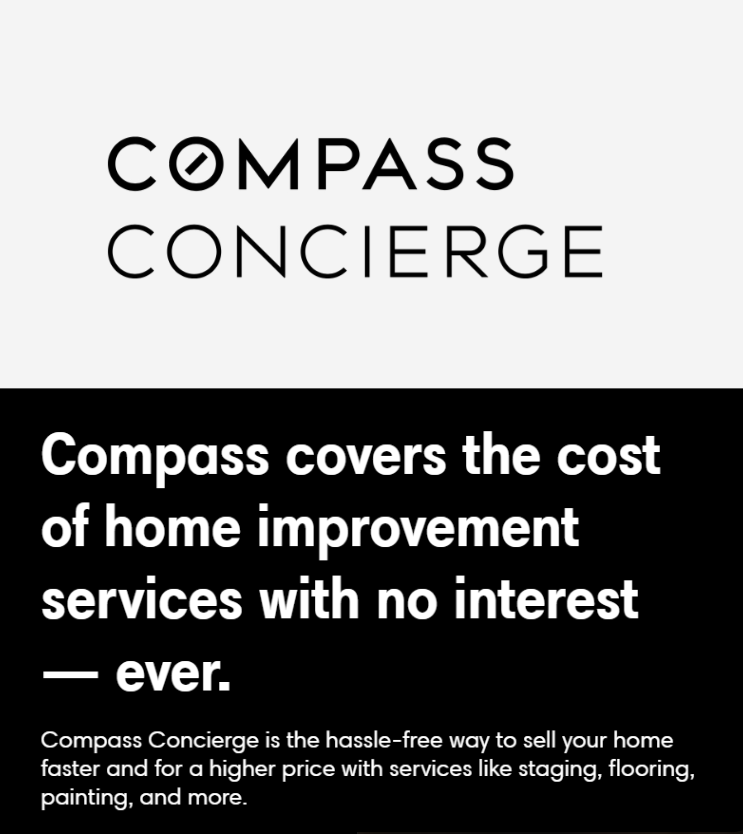 COMPASS
CONCIERGE
Compass covers the cost
of home improvement
services with no interest
— ever.
Compass Concierge is the hassle-free way to sell your home
faster and for a higher price with services like staging, flooring,
painting, and more.